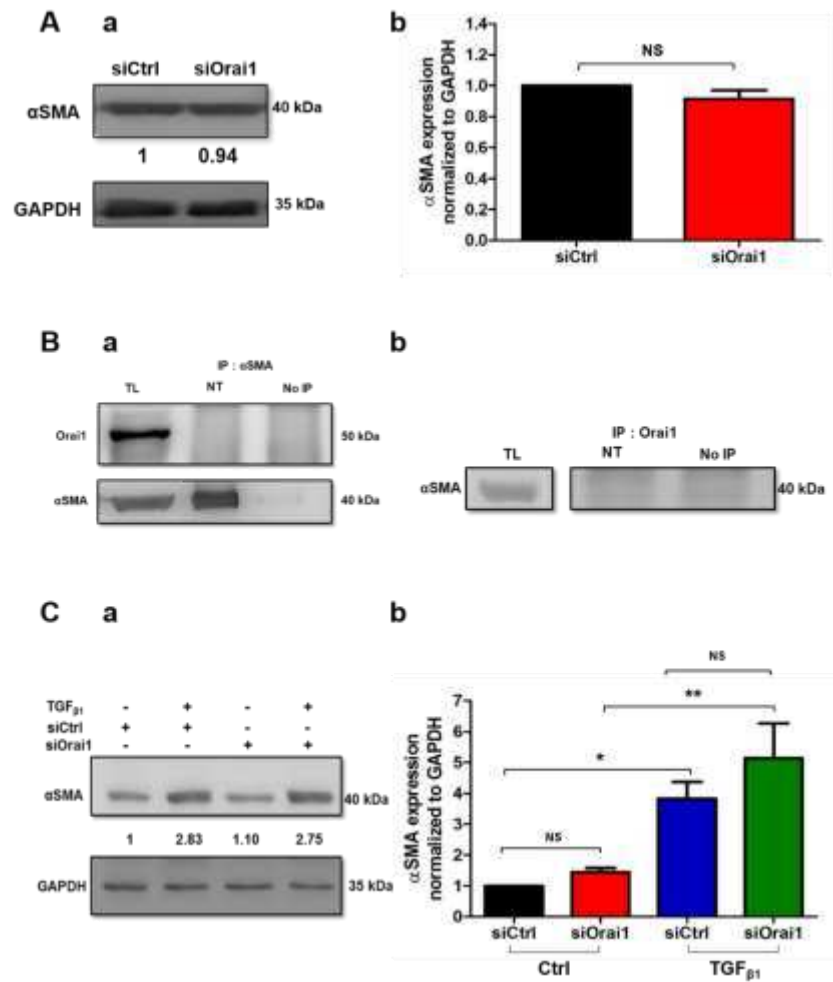 A a
siCtrl siOrai1
αSMA 40 kDa
1 0.94
GAPDH 35 kDa
b
1.4
1.2
1.0
0.8
0.6
0.4
0.2
0.0
αSMA expression
normalized to GAPDH
NS
siCtrl siOrai1
B a
IP : αSMA
TL NT No IP
Orai1 50 kDa
αSMA 40 kDa
b
IP : Orai1
TL NT No IP
αSMA 40 kDa
C a
TGFβ1 - + - +
siCtrl + + - -
siOrai1 - - + +
αSMA 40 kDa
1 2.83 1.10 2.75
GAPDH 35 kDa
b
NS
7
6
5
4
3
2
1
0
αSMA expression
normalized to GAPDH
**
*
NS
siCtrl siOrai1 siCtrl siOrai1
Ctrl TGFβ1